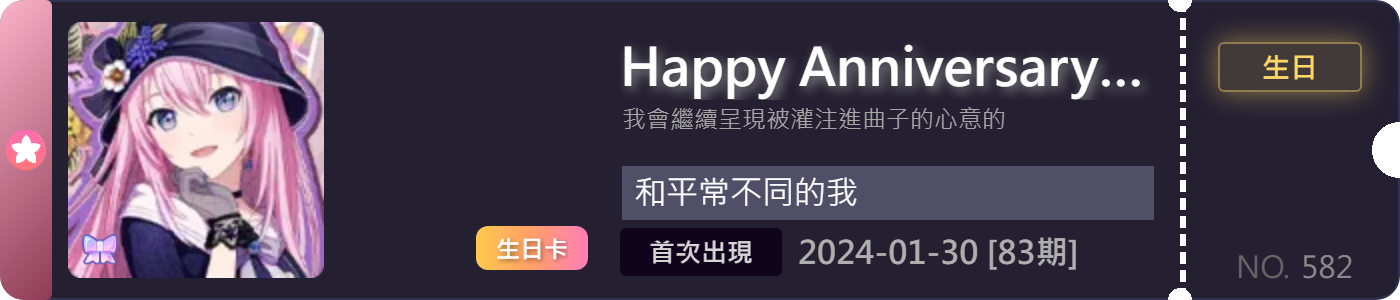 Happy Anniversary...
我會繼續呈現被灌注進曲子的心意的
和平常不同的我
生日卡
首次出現 2024-01-30 [83期]
生日
NO. 582